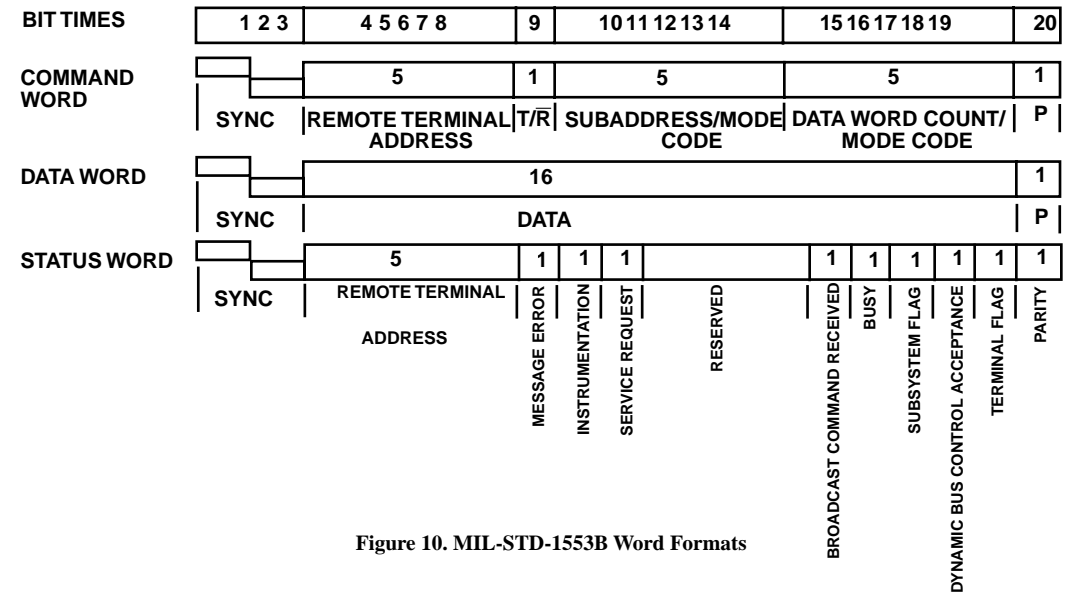 BIT TIMES 1 2 3 4 5 6 7 8 9 10 11 12 13 14 15 16 17 18 19 20
COMMAND WORD 5 1 5 5 1
SYNC REMOTE TERMINAL ADDRESS T/R̅ SUBADDRESS/MODE CODE DATA WORD COUNT/ MODE CODE P
DATA WORD 16 1
SYNC DATA P
STATUS WORD 5 1 1 1 1 1 1 1 1 1
SYNC
REMOTE TERMINAL
ADDRESS
MESSAGE ERROR
INSTRUMENTATION
SERVICE REQUEST
RESERVED
BROADCAST COMMAND RECEIVED
BUSY
SUBSYSTEM FLAG
DYNAMIC BUS CONTROL ACCEPTANCE
TERMINAL FLAG
PARITY
Figure 10. MIL-STD-1553B Word Formats